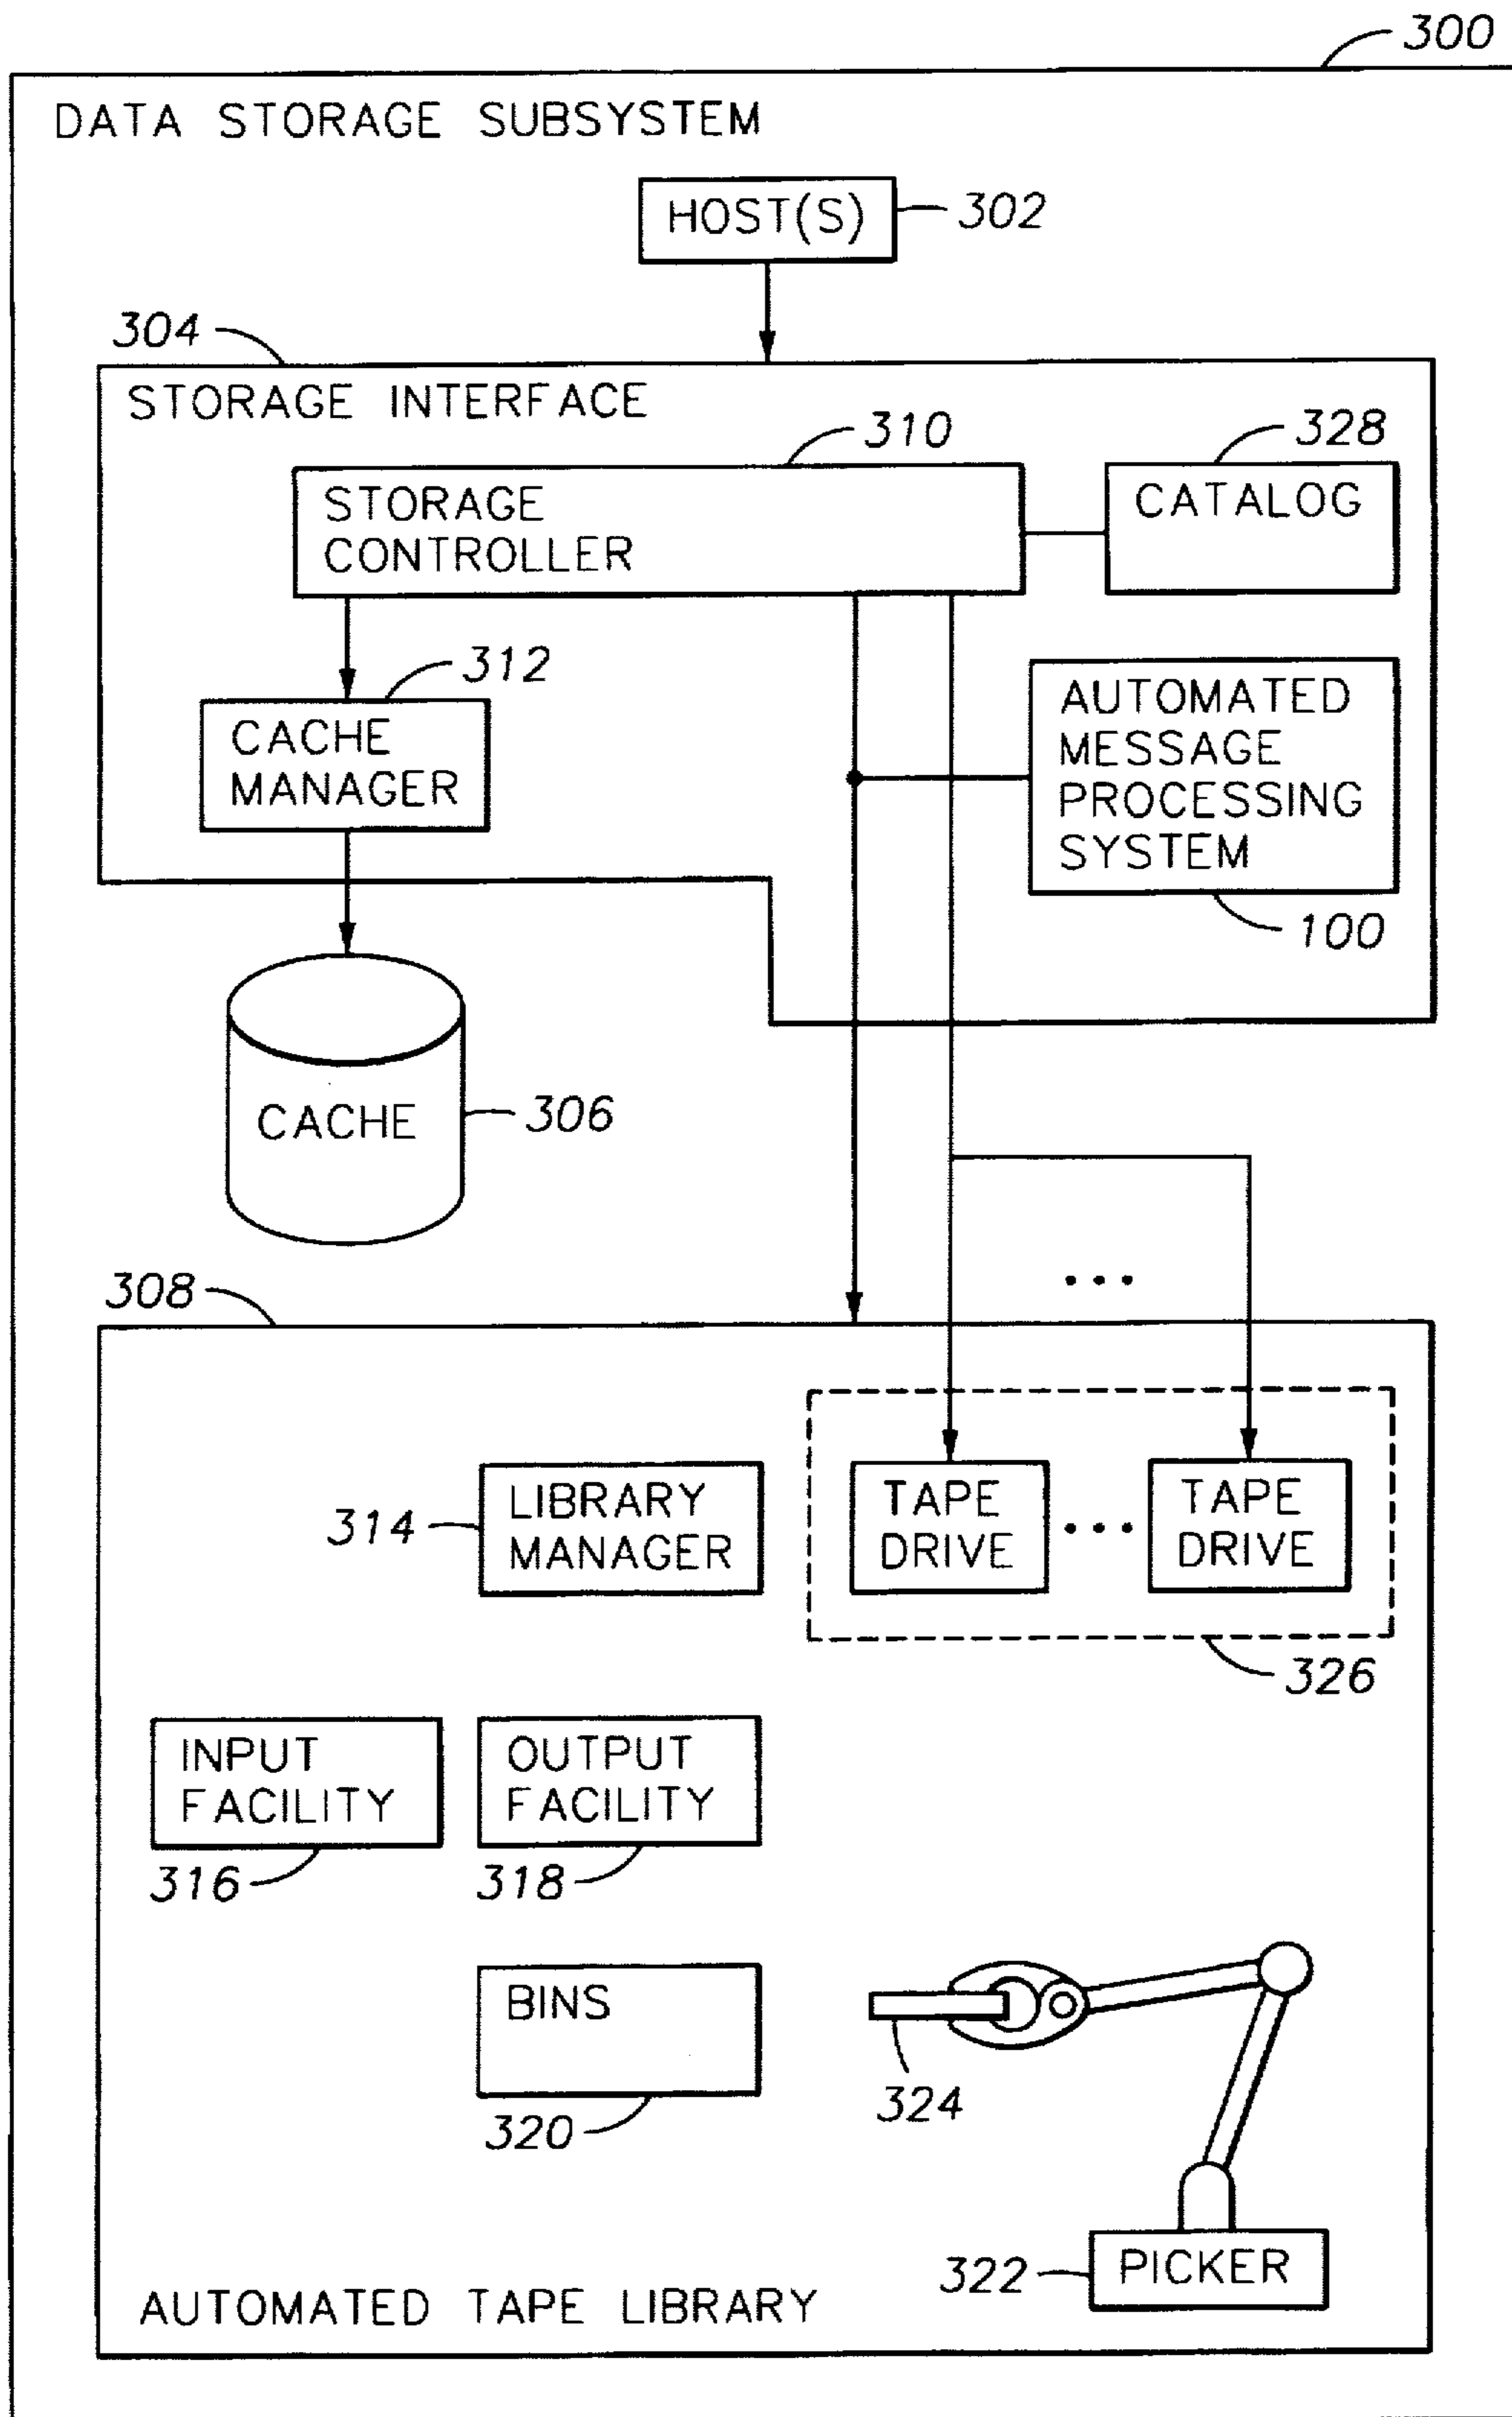 300
DATA STORAGE SUBSYSTEM
HOST(S)
302
304
STORAGE INTERFACE
310
328
STORAGE
CONTROLLER
CATALOG
312
CACHE
MANAGER
AUTOMATED
MESSAGE
PROCESSING
SYSTEM
100
CACHE
306
...
308
314
LIBRARY
MANAGER
TAPE
DRIVE
...
TAPE
DRIVE
326
INPUT
FACILITY
316
OUTPUT
FACILITY
318
BINS
320
324
322
PICKER
AUTOMATED TAPE LIBRARY